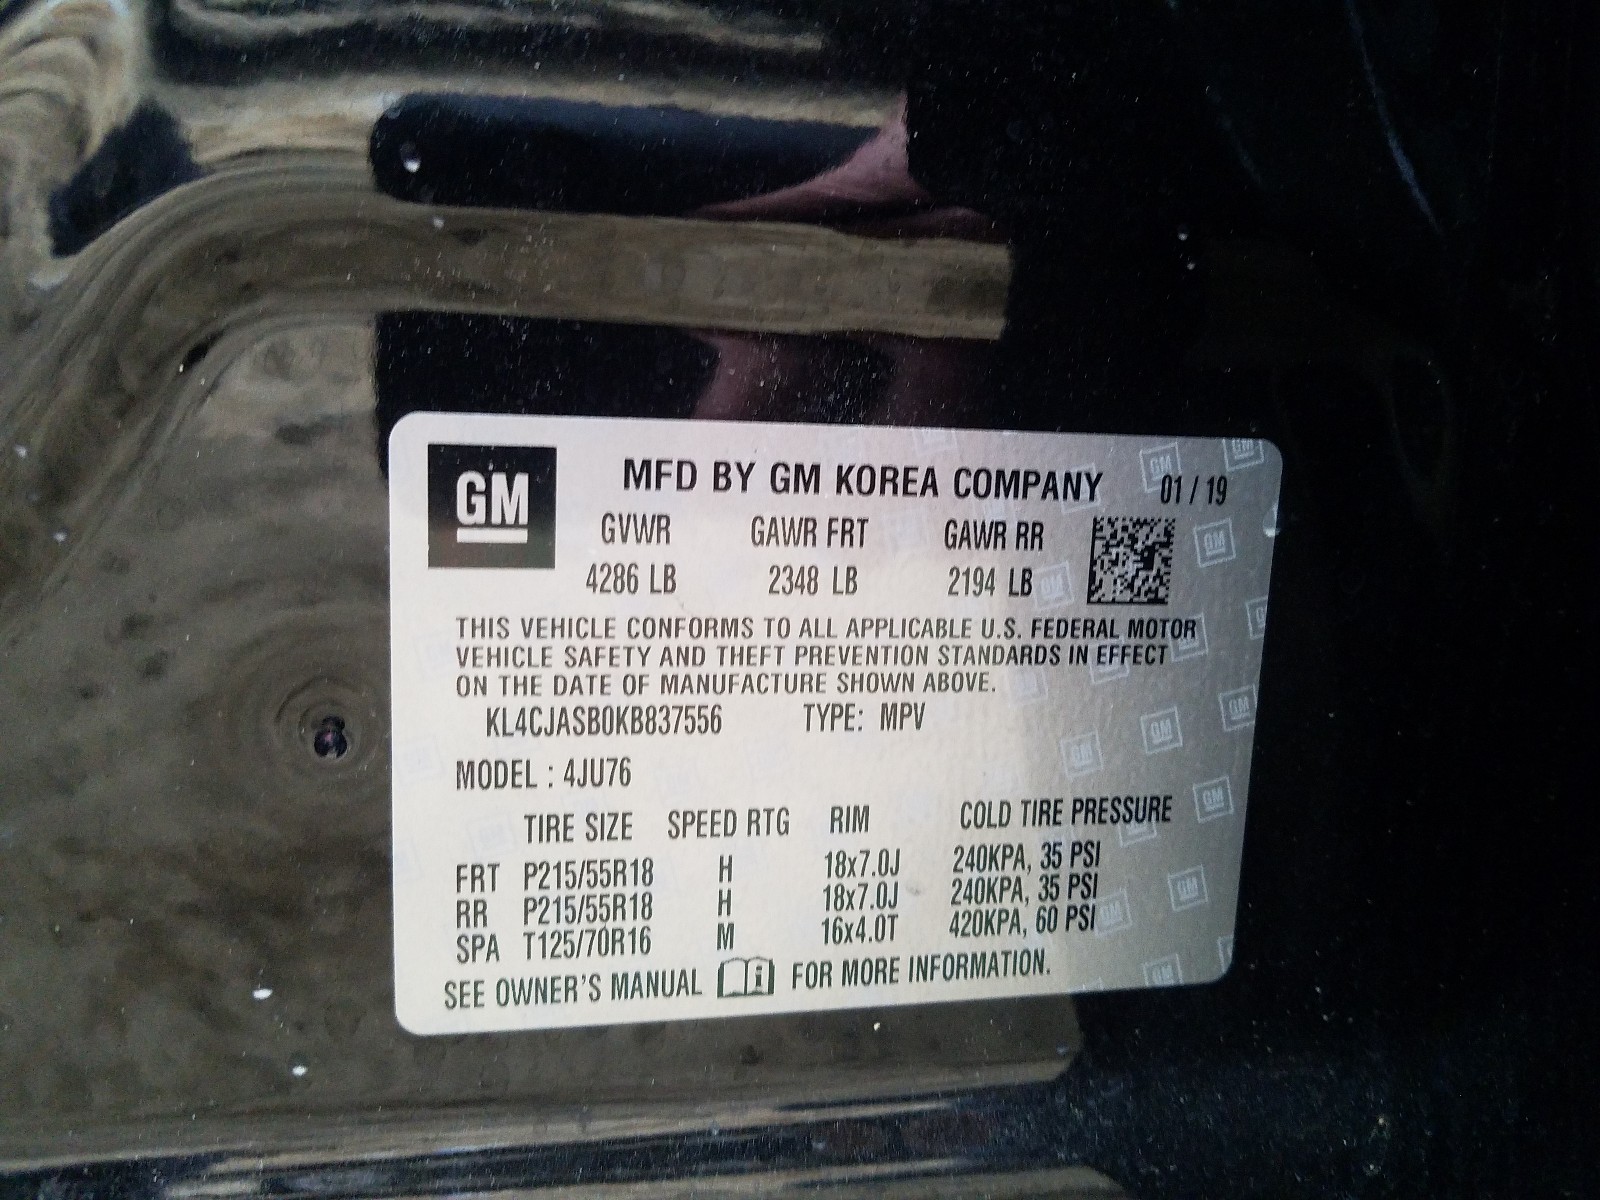 GM
MFD BY GM KOREA COMPANY 01 / 19
GVWR GAWR FRT GAWR RR
4286 LB 2348 LB 2194 LB
THIS VEHICLE CONFORMS TO ALL APPLICABLE U.S. FEDERAL MOTOR
VEHICLE SAFETY AND THEFT PREVENTION STANDARDS IN EFFECT
ON THE DATE OF MANUFACTURE SHOWN ABOVE.
KL4CJASB0KB837556 TYPE: MPV
MODEL : 4JU76
TIRE SIZE SPEED RTG RIM COLD TIRE PRESSURE
FRT P215/55R18 H 18x7.0J 240KPA, 35 PSI
RR P215/55R18 H 18x7.0J 240KPA, 35 PSI
SPA T125/70R16 M 16x4.0T 420KPA, 60 PSI
SEE OWNER'S MANUAL i FOR MORE INFORMATION.